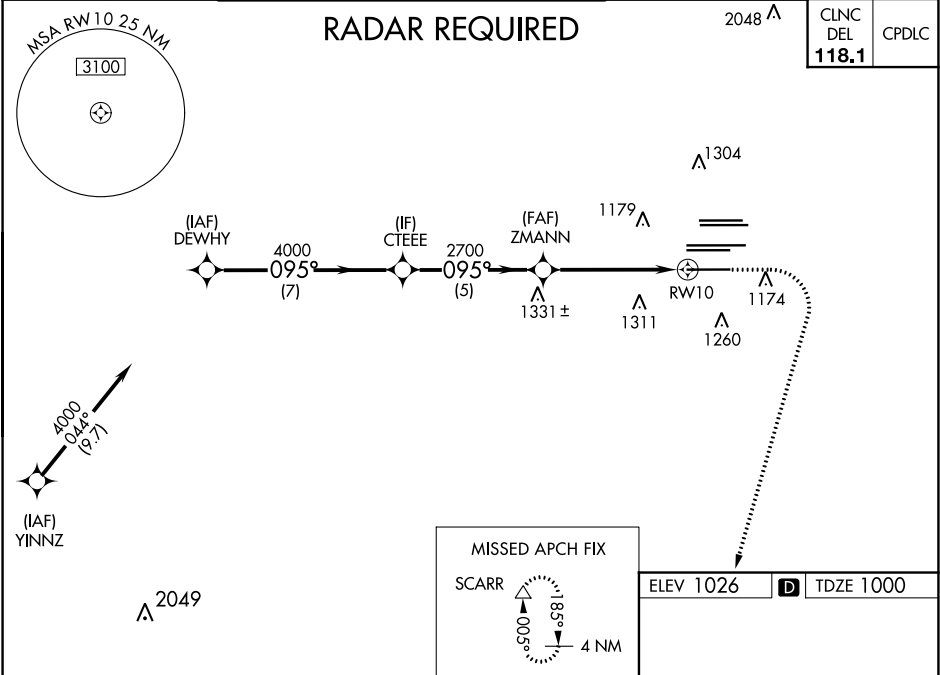 MSA RW10 25 NM
3100
RADAR REQUIRED
2048
CLNC
DEL
118.1
CPDLC
1304
1179
(IAF)
DEWHY
4000
095°
(7)
(IF)
CTEEE
2700
095°
(5)
(FAF)
ZMANN
1331 ±
1311
RW10
1174
1260
4000
044°
(9.7)
(IAF)
YINNZ
2049
MISSED APCH FIX
SCARR
185°
005°
4 NM
ELEV 1026
D
TDZE 1000